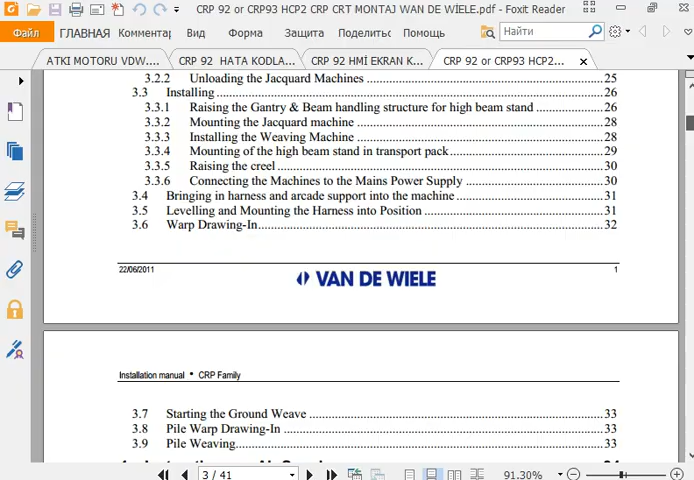 CRP 92 or CRP93 HCP2 CRP CRT MONTAJ WAN DE WİELE.pdf - Foxit Reader
Файл ГЛАВНАЯ Комментар Защита Поделитьс Помощь Вид Форма Organize Найти
ATKI MOTORU VDW... CRP 92 HATA KODLA... CRP 92 HMİ EKRAN K... CRP 92 or CRP93 HCP2...
3.2.2 Unloading the Jacquard Machines 25
3.3 Installing 26
3.3.1 Raising the Gantry & Beam handling structure for high beam stand 26
3.3.2 Mounting the Jacquard machine 28
3.3.3 Installing the Weaving Machine 28
3.3.4 Mounting of the high beam stand in transport pack 29
3.3.5 Raising the creel 30
3.3.6 Connecting the Machines to the Mains Power Supply 30
3.4 Bringing in harness and arcade support into the machine 31
3.5 Levelling and Mounting the Harness into Position 31
3.6 Warp Drawing-In 32
22/06/2011 1
VAN DE WIELE
Installation manual • CRP Family
3.7 Starting the Ground Weave 33
3.8 Pile Warp Drawing-In 33
3.9 Pile Weaving 33
3 / 41 91.30%